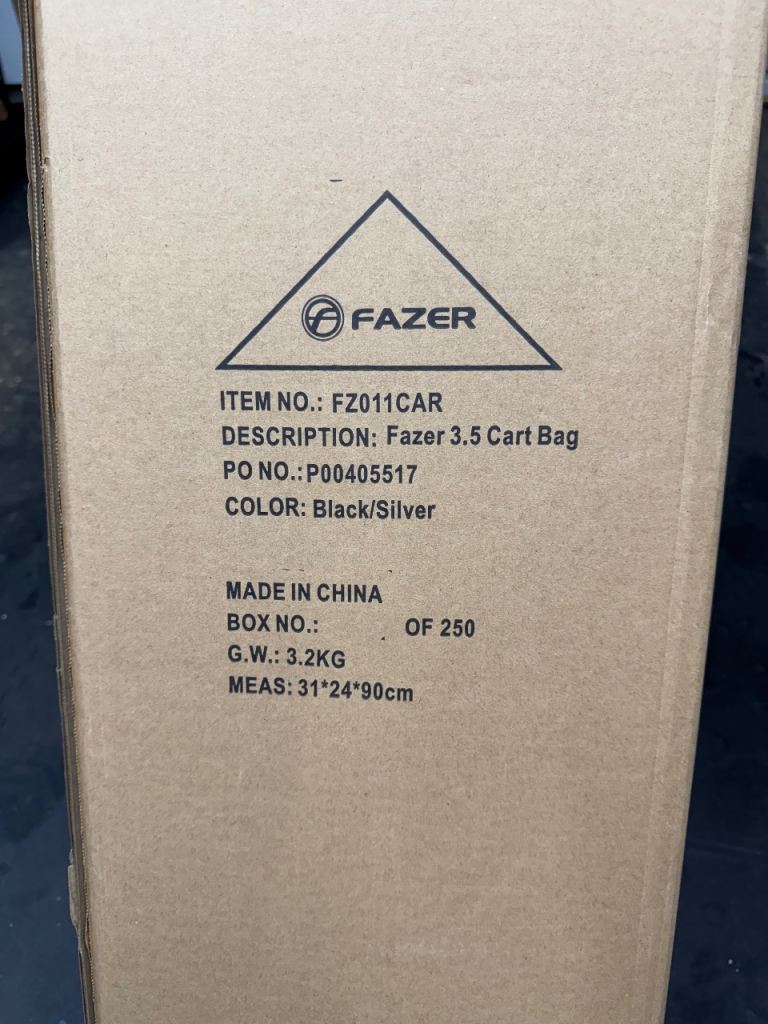 FAZER
ITEM NO.: FZ011CAR
DESCRIPTION: Fazer 3.5 Cart Bag
PO NO.:P00405517
COLOR: Black/Silver
MADE IN CHINA
BOX NO.: OF 250
G.W.: 3.2KG
MEAS: 31*24*90cm